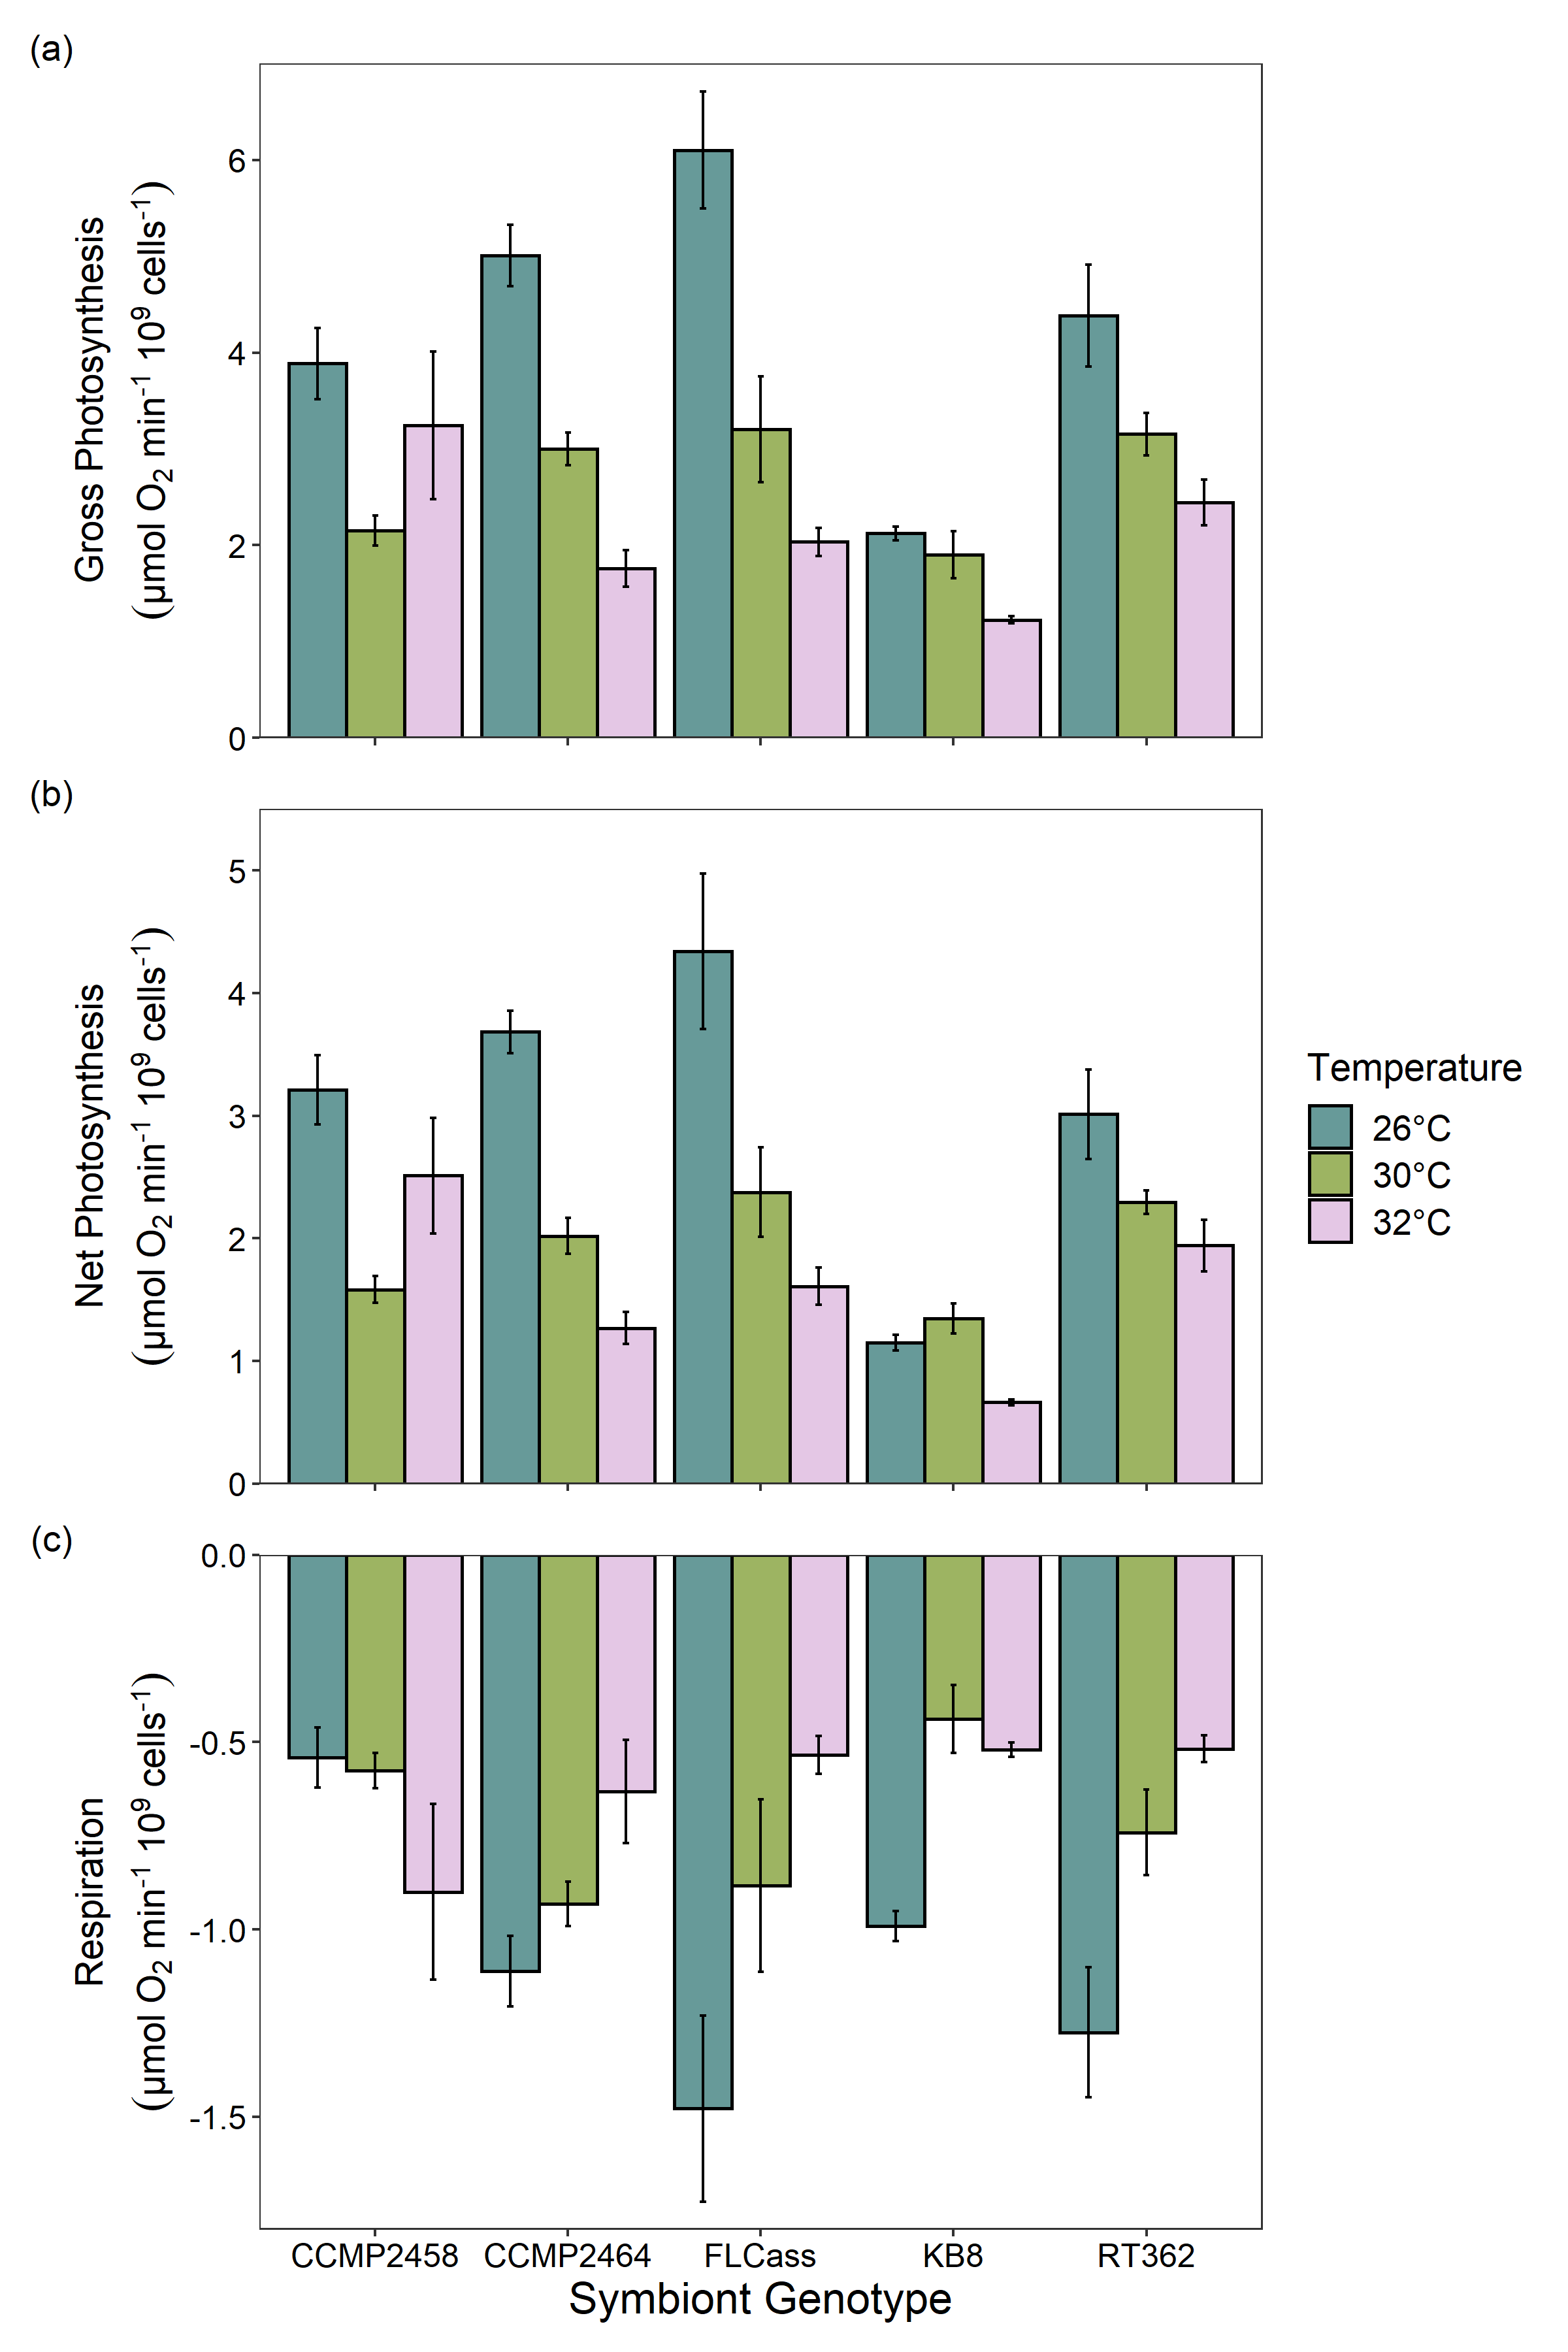 (a)
Gross Photosynthesis
(µmol O₂ min⁻¹ 10⁹ cells⁻¹)
6
4
2
0
(b)
Net Photosynthesis
(µmol O₂ min⁻¹ 10⁹ cells⁻¹)
5
4
3
2
1
0
Temperature
26°C
30°C
32°C
(c)
Respiration
(µmol O₂ min⁻¹ 10⁹ cells⁻¹)
0.0
-0.5
-1.0
-1.5
CCMP2458 CCMP2464 FLCass KB8 RT362
Symbiont Genotype